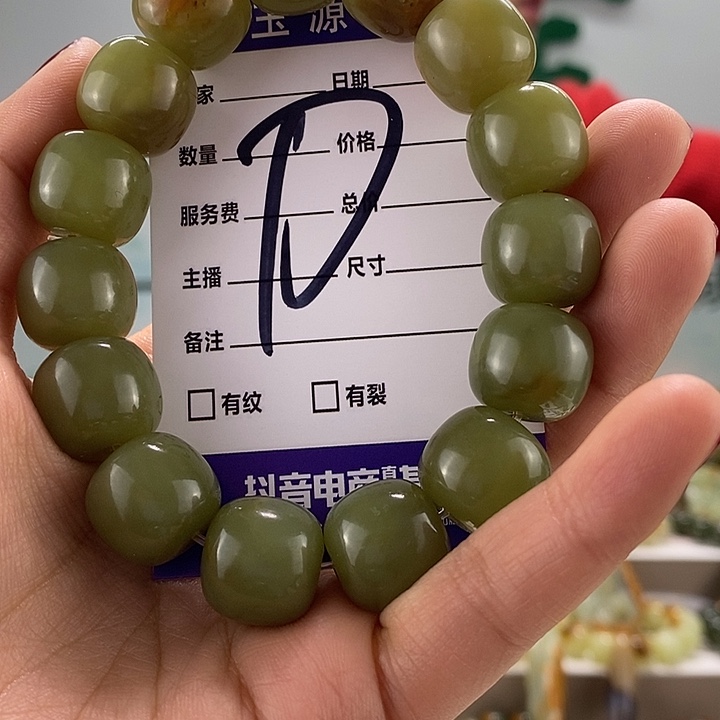 玉源
家 日期
数量 价格
服务费 总价
主播 尺寸
备注
□有纹 □有裂
抖音电商